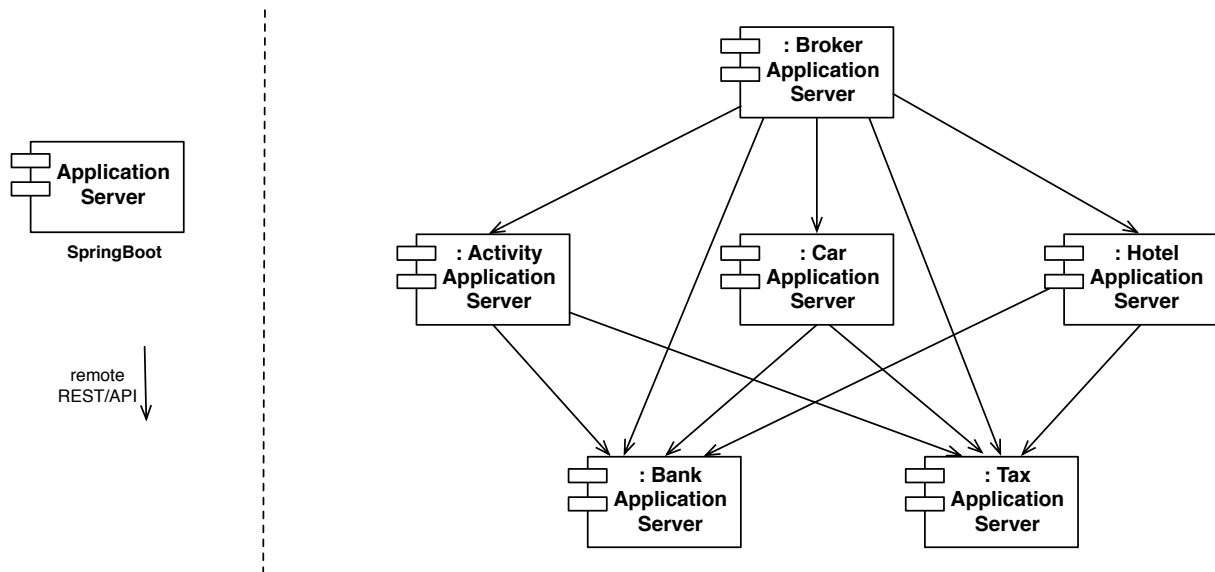 Application
Server
SpringBoot
remote
REST/API
: Broker
Application
Server
: Activity
Application
Server
: Car
Application
Server
: Hotel
Application
Server
: Bank
Application
Server
: Tax
Application
Server